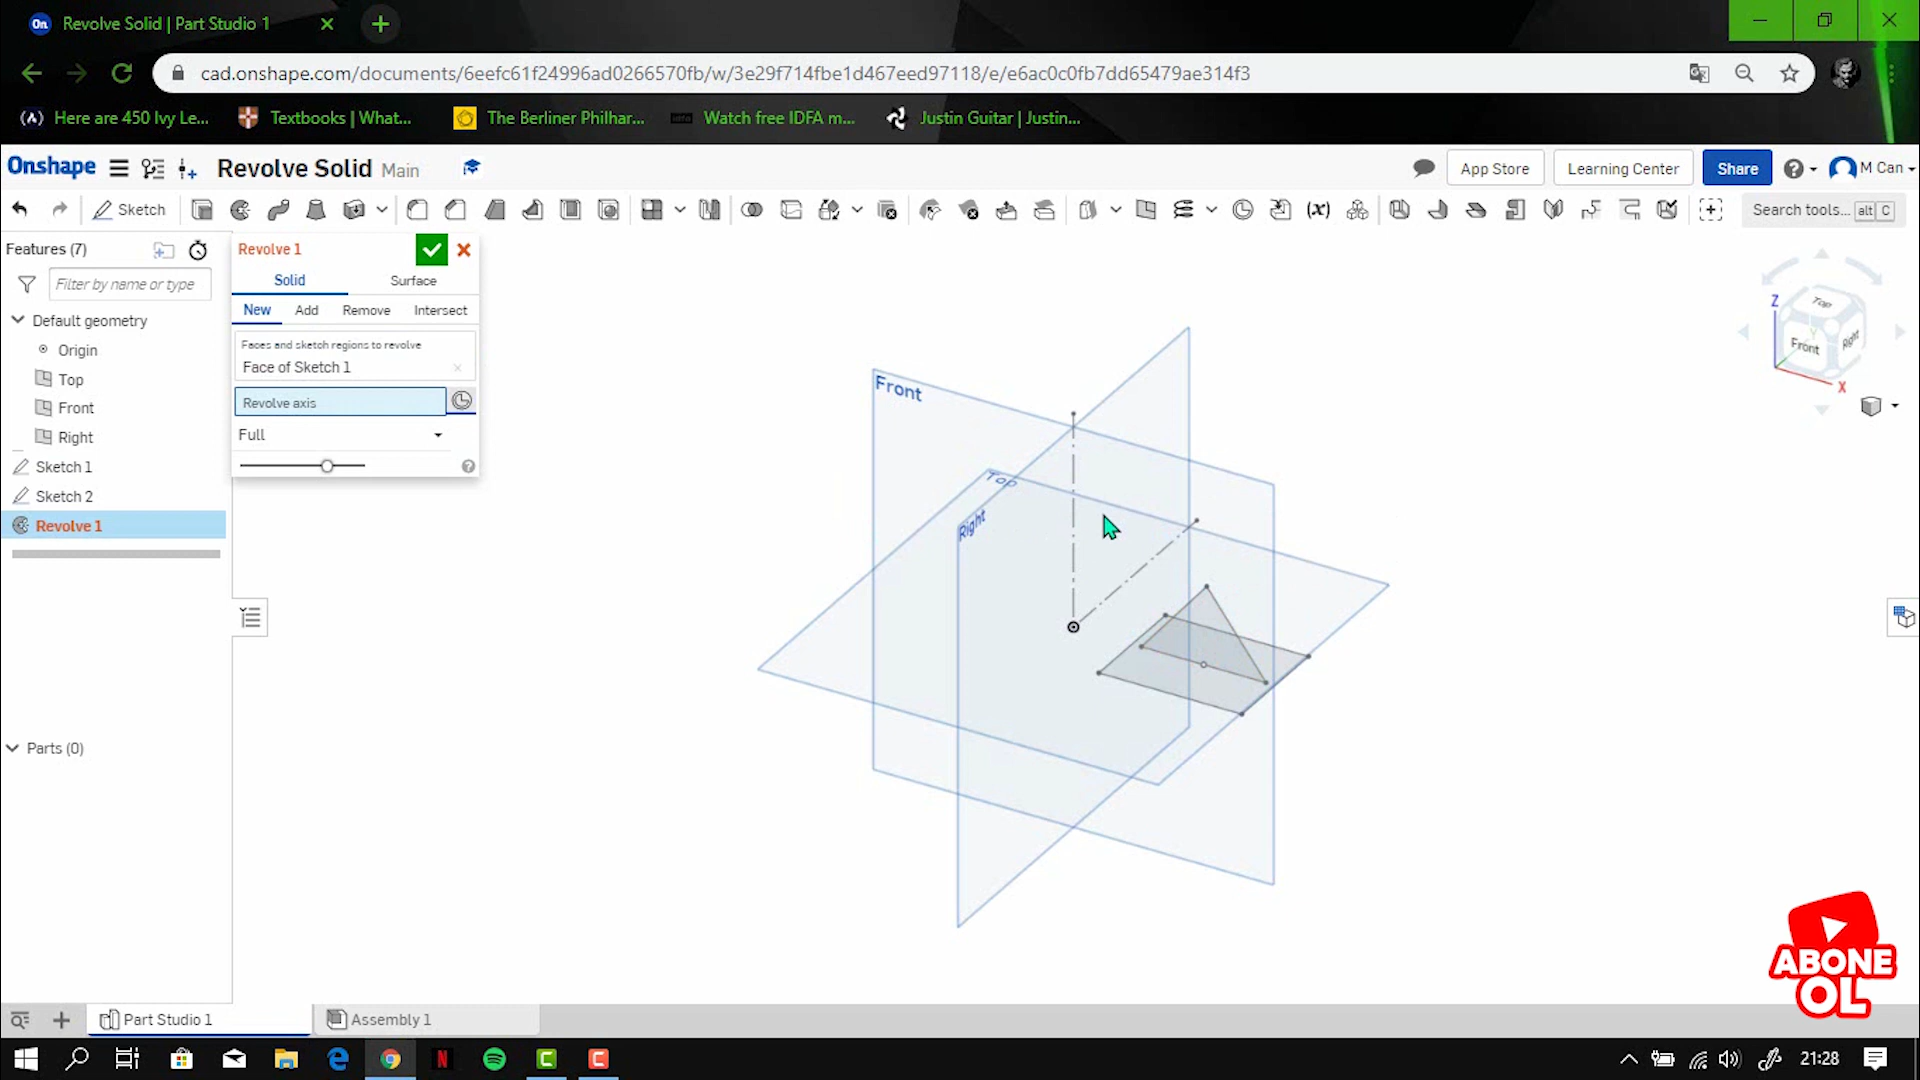 Revolve Solid | Part Studio 1
cad.onshape.com/documents/6eefc61f24996ad0266570fb/w/3e29f714fbe1d467eed97118/e/e6ac0c0fb7dd65479ae314f3
Here are 450 Ivy Le... Textbooks | What... The Berliner Philhar... Watch free IDFA m... Justin Guitar | Justin...
Onshape Revolve Solid Main App Store Learning Center Share M Can
Sketch Search tools... alt C
Features (7)
Filter by name or type
Default geometry
Origin
Top
Front
Right
Sketch 1
Sketch 2
Revolve 1
Parts (0)
Revolve 1
Solid Surface
New Add Remove Intersect
Faces and sketch regions to revolve
Face of Sketch 1
Revolve axis
Full
Front
Top
Right
Z
Top
Front
Right
Y
X
ABONE
OL
Part Studio 1 Assembly 1
21:28